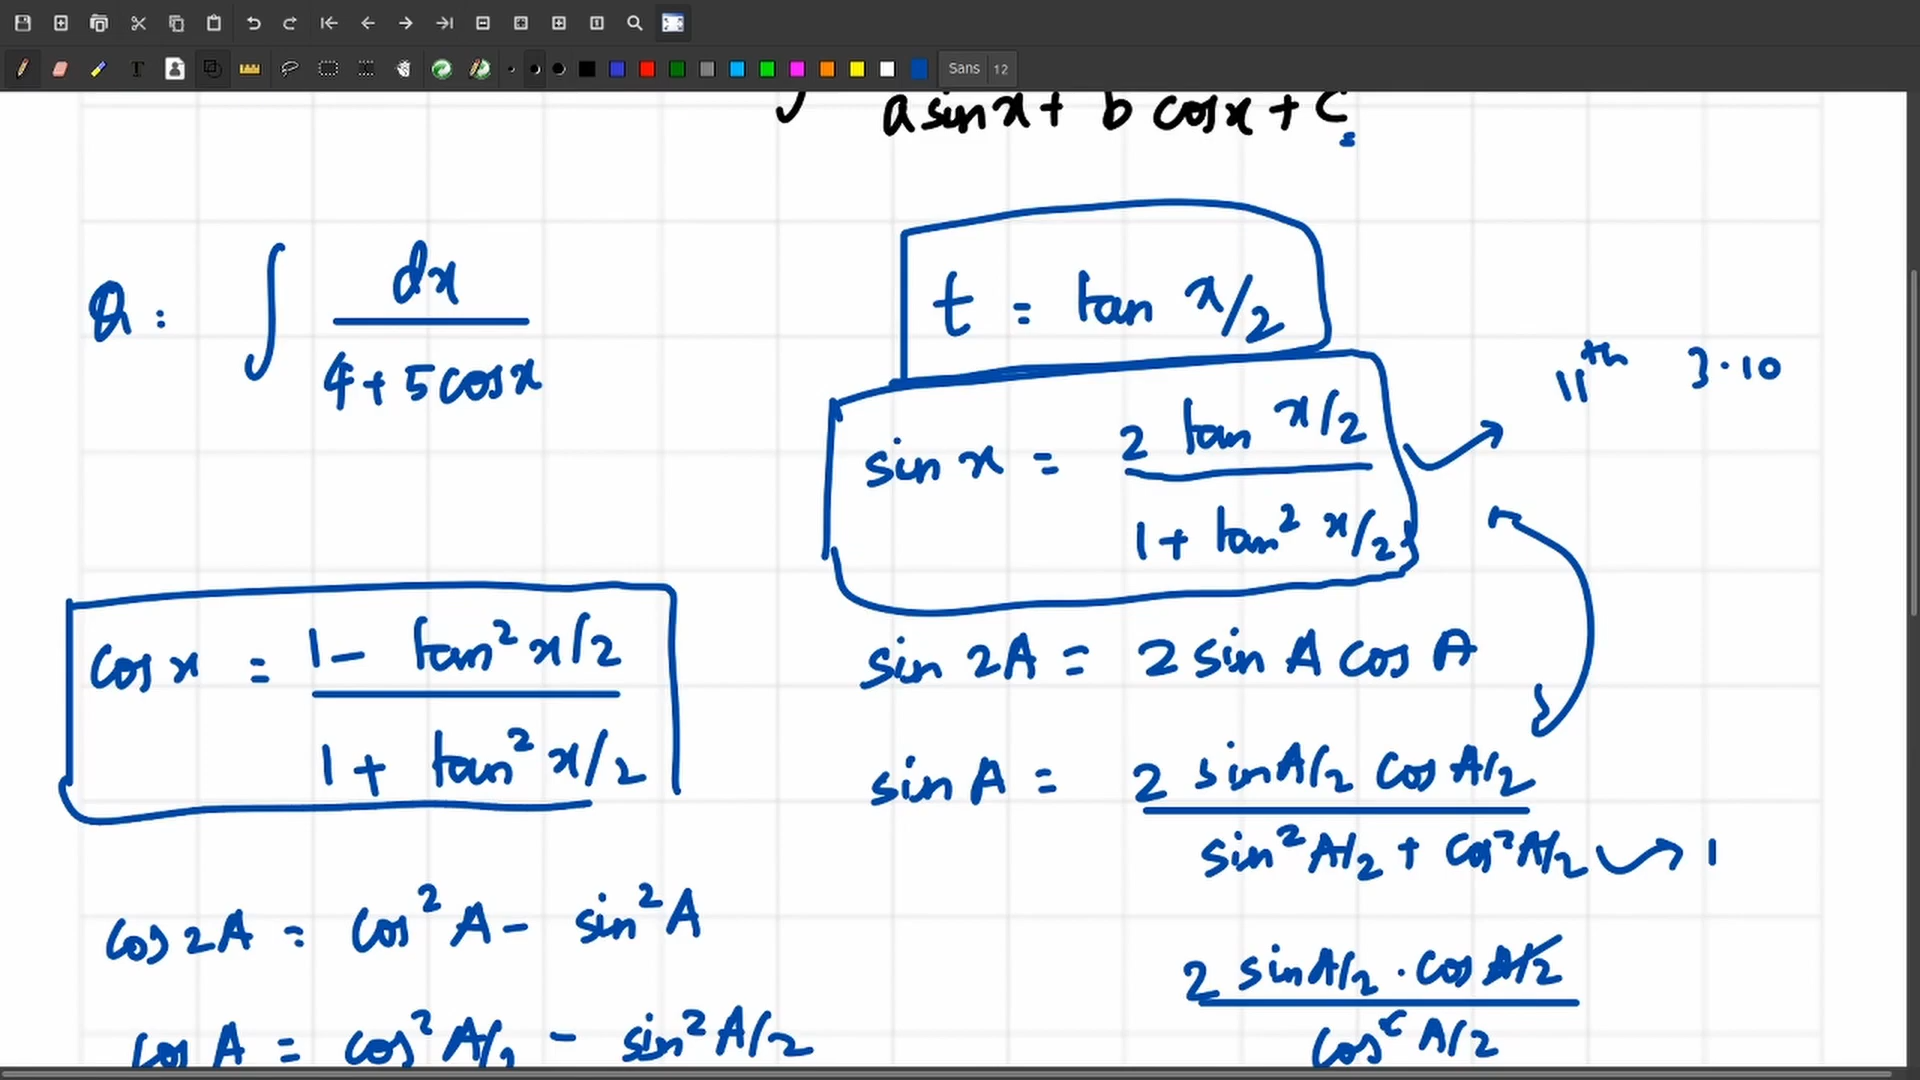 Sans 12
a sin x + b cos x + c
Q: ∫ dx / (4 + 5 cos x)
t = tan x/2
11th 3.10
sin x = 2 tan x/2 / (1 + tan² x/2)
cos x = 1 - tan² x/2 / (1 + tan² x/2)
sin 2A = 2 sin A cos A
sin A = 2 sin A/2 cos A/2 / (sin² A/2 + cos² A/2) → 1
cos 2A = cos² A - sin² A
2 sin A/2 . cos A/2 / cos² A/2
cos A = cos² A/2 - sin² A/2